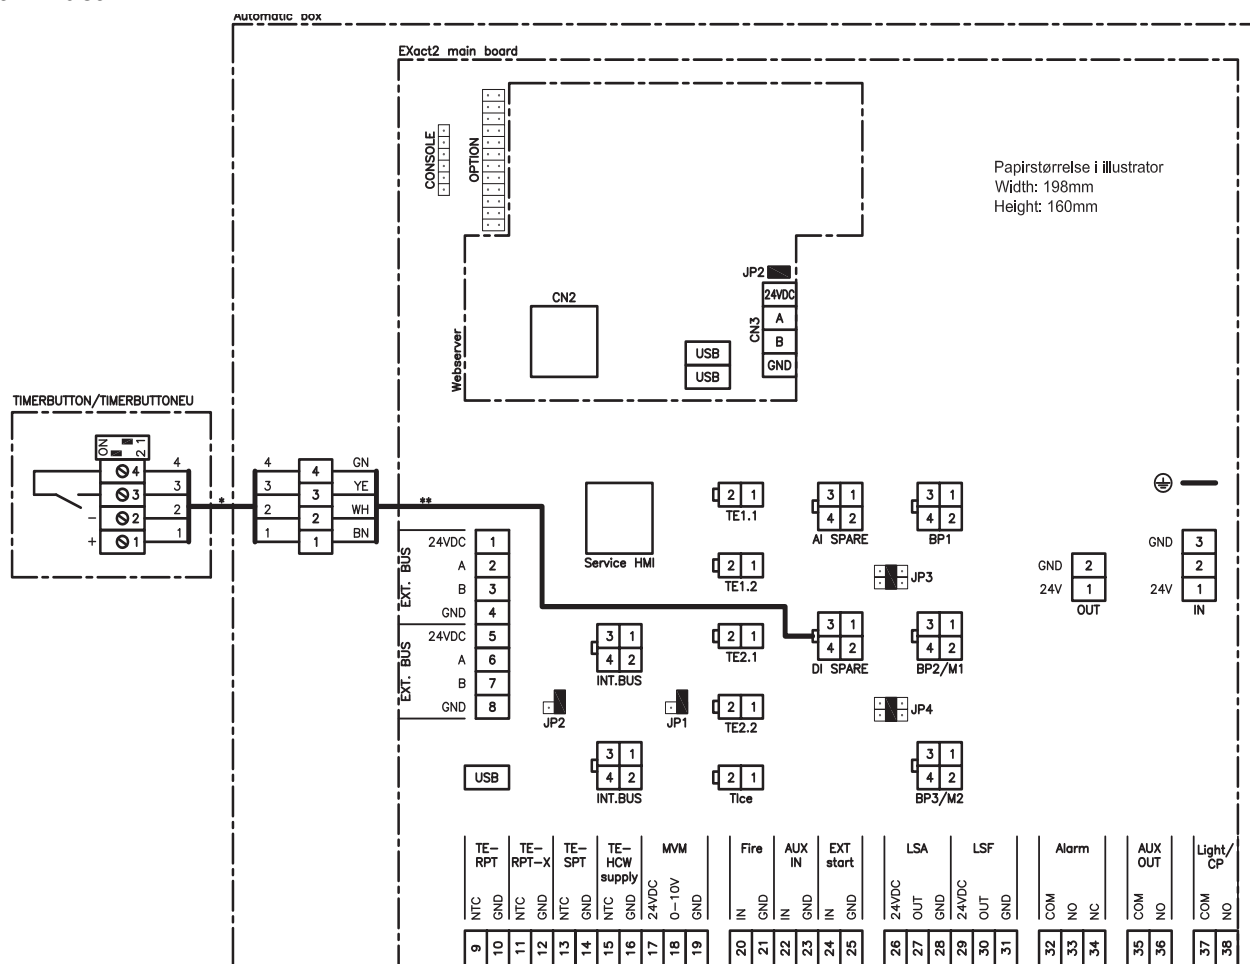 Automatic box
EXact2 main board
CONSOLE
OPTION
Papirstørrelse i illustrator
Width: 198mm
Height: 160mm
JP2
24VDC
A
B
GND
CN3
CN2
USB
USB
Webserver
TIMERBUTTON/TIMERBUTTONEU
ON
1
2
4
3
2
1
-
+
4
3
2
1
*
4
3
2
1
4
3
2
1
GN
YE
WH
BN
**
EXT. BUS
24VDC 1
A 2
B 3
GND 4
EXT. BUS
24VDC 5
A 6
B 7
GND 8
USB
Service HMI
3 1
4 2
INT.BUS
JP2
JP1
3 1
4 2
INT.BUS
2 1
TE1.1
2 1
TE1.2
2 1
TE2.1
2 1
TE2.2
2 1
TIce
3 1
4 2
AI SPARE
3 1
4 2
DI SPARE
3 1
4 2
BP1
JP3
3 1
4 2
BP2/M1
JP4
3 1
4 2
BP3/M2
GND 2
24V 1
OUT
GND 3
2
24V 1
IN
TE-
RPT
NTC 9
GND 10
TE-
RPT-X
NTC 11
GND 12
TE-
SPT
NTC 13
GND 14
TE-
HCW
supply
NTC 15
GND 16
MVM
24VDC 17
0-10V 18
GND 19
Fire
IN 20
GND 21
AUX
IN
IN 22
GND 23
EXT
start
IN 24
GND 25
LSA
24VDC 26
OUT 27
GND 28
LSF
24VDC 29
OUT 30
GND 31
Alarm
COM 32
NO 33
NC 34
AUX
OUT
COM 35
NO 36
Light/
CP
COM 37
NO 38